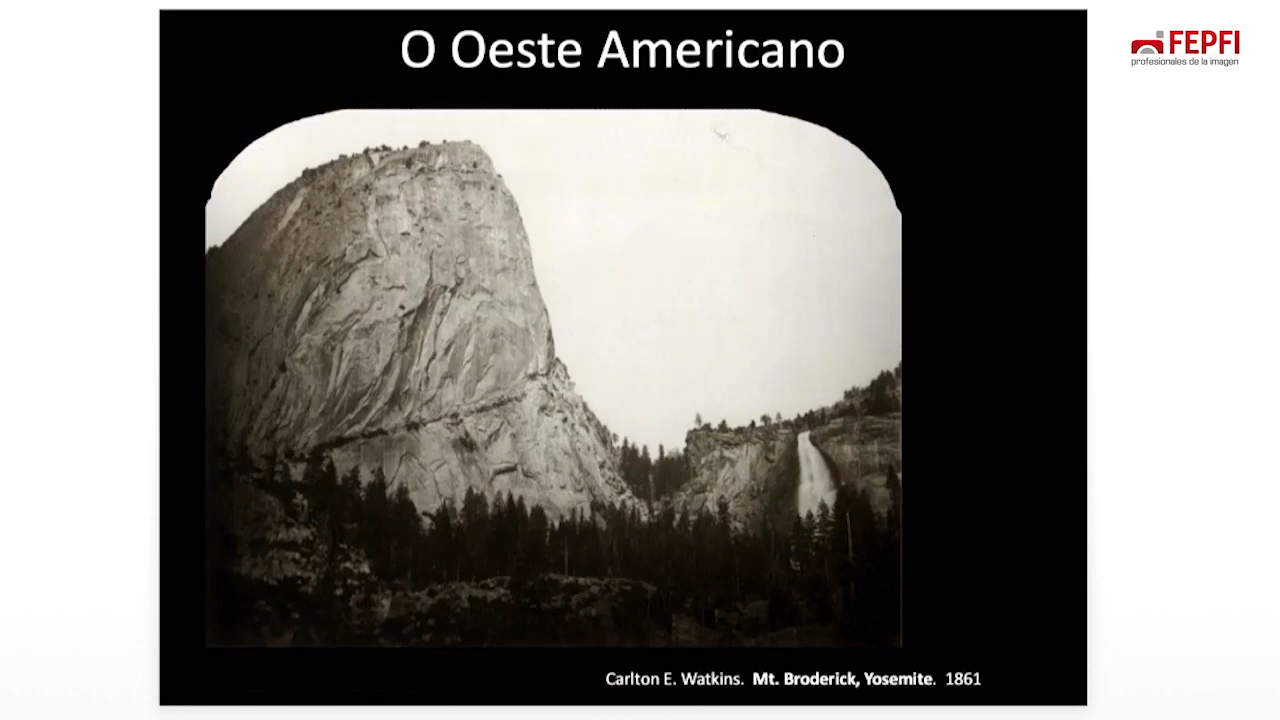 O Oeste Americano
FEPFI
profesionales de la imagen
Carlton E. Watkins. Mt. Broderick, Yosemite. 1861